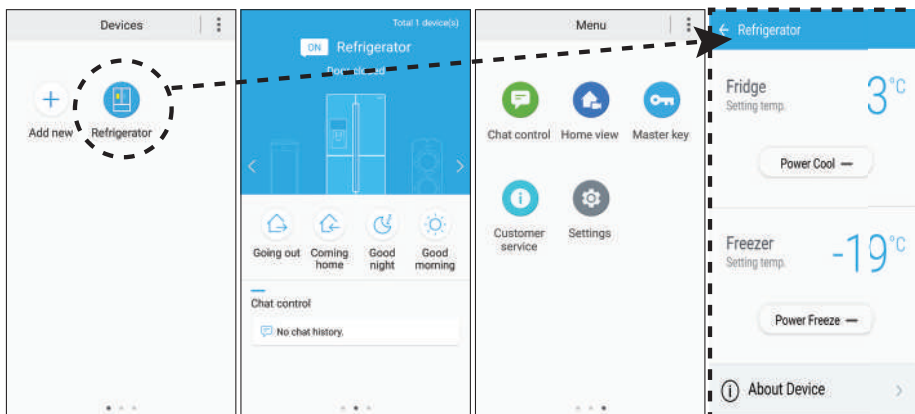 Devices
Add new
Refrigerator
Total 1 device(s)
ON Refrigerator
Door closed
Going out
Coming
home
Good
night
Good
morning
Chat control
No chat history.
Menu
Chat control
Home view
Master key
Customer
service
Settings
Refrigerator
Fridge
Setting temp.
3°C
Power Cool
Freezer
Setting temp.
-19°C
Power Freeze
About Device